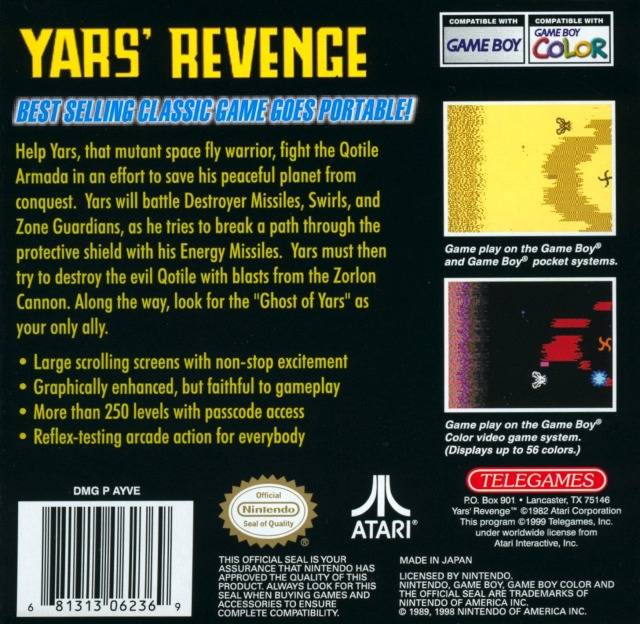 YARS' REVENGE
COMPATIBLE WITH
GAME BOY
COMPATIBLE WITH
GAME BOY
COLOR
BEST SELLING CLASSIC GAME GOES PORTABLE!
Help Yars, that mutant space fly warrior, fight the Qotile
Armada in an effort to save his peaceful planet from
conquest. Yars will battle Destroyer Missiles, Swirls, and
Zone Guardians, as he tries to break a path through the
protective shield with his Energy Missiles. Yars must then
try to destroy the evil Qotile with blasts from the Zorlon
Cannon. Along the way, look for the "Ghost of Yars" as
your only ally.
• Large scrolling screens with non-stop excitement
• Graphically enhanced, but faithful to gameplay
• More than 250 levels with passcode access
• Reflex-testing arcade action for everybody
Game play on the Game Boy®
and Game Boy® pocket systems.
Game play on the Game Boy®
Color video game system.
(Displays up to 56 colors.)
DMG P AYVE
6 81313 06236 9
Official
Nintendo
Seal of Quality
®
THIS OFFICIAL SEAL IS YOUR
ASSURANCE THAT NINTENDO HAS
APPROVED THE QUALITY OF THIS
PRODUCT. ALWAYS LOOK FOR THIS
SEAL WHEN BUYING GAMES AND
ACCESSORIES TO ENSURE
COMPLETE COMPATIBILITY.
ATARI®
TELEGAMES
P.O. Box 901 • Lancaster, TX 75146
Yars' Revenge™ ©1982 Atari Corporation
This program ©1999 Telegames, Inc.
under worldwide license from
Atari Interactive, Inc.
MADE IN JAPAN
LICENSED BY NINTENDO.
NINTENDO, GAME BOY, GAME BOY COLOR AND
THE OFFICIAL SEAL ARE TRADEMARKS OF
NINTENDO OF AMERICA INC.
© 1989, 1998 NINTENDO OF AMERICA INC.